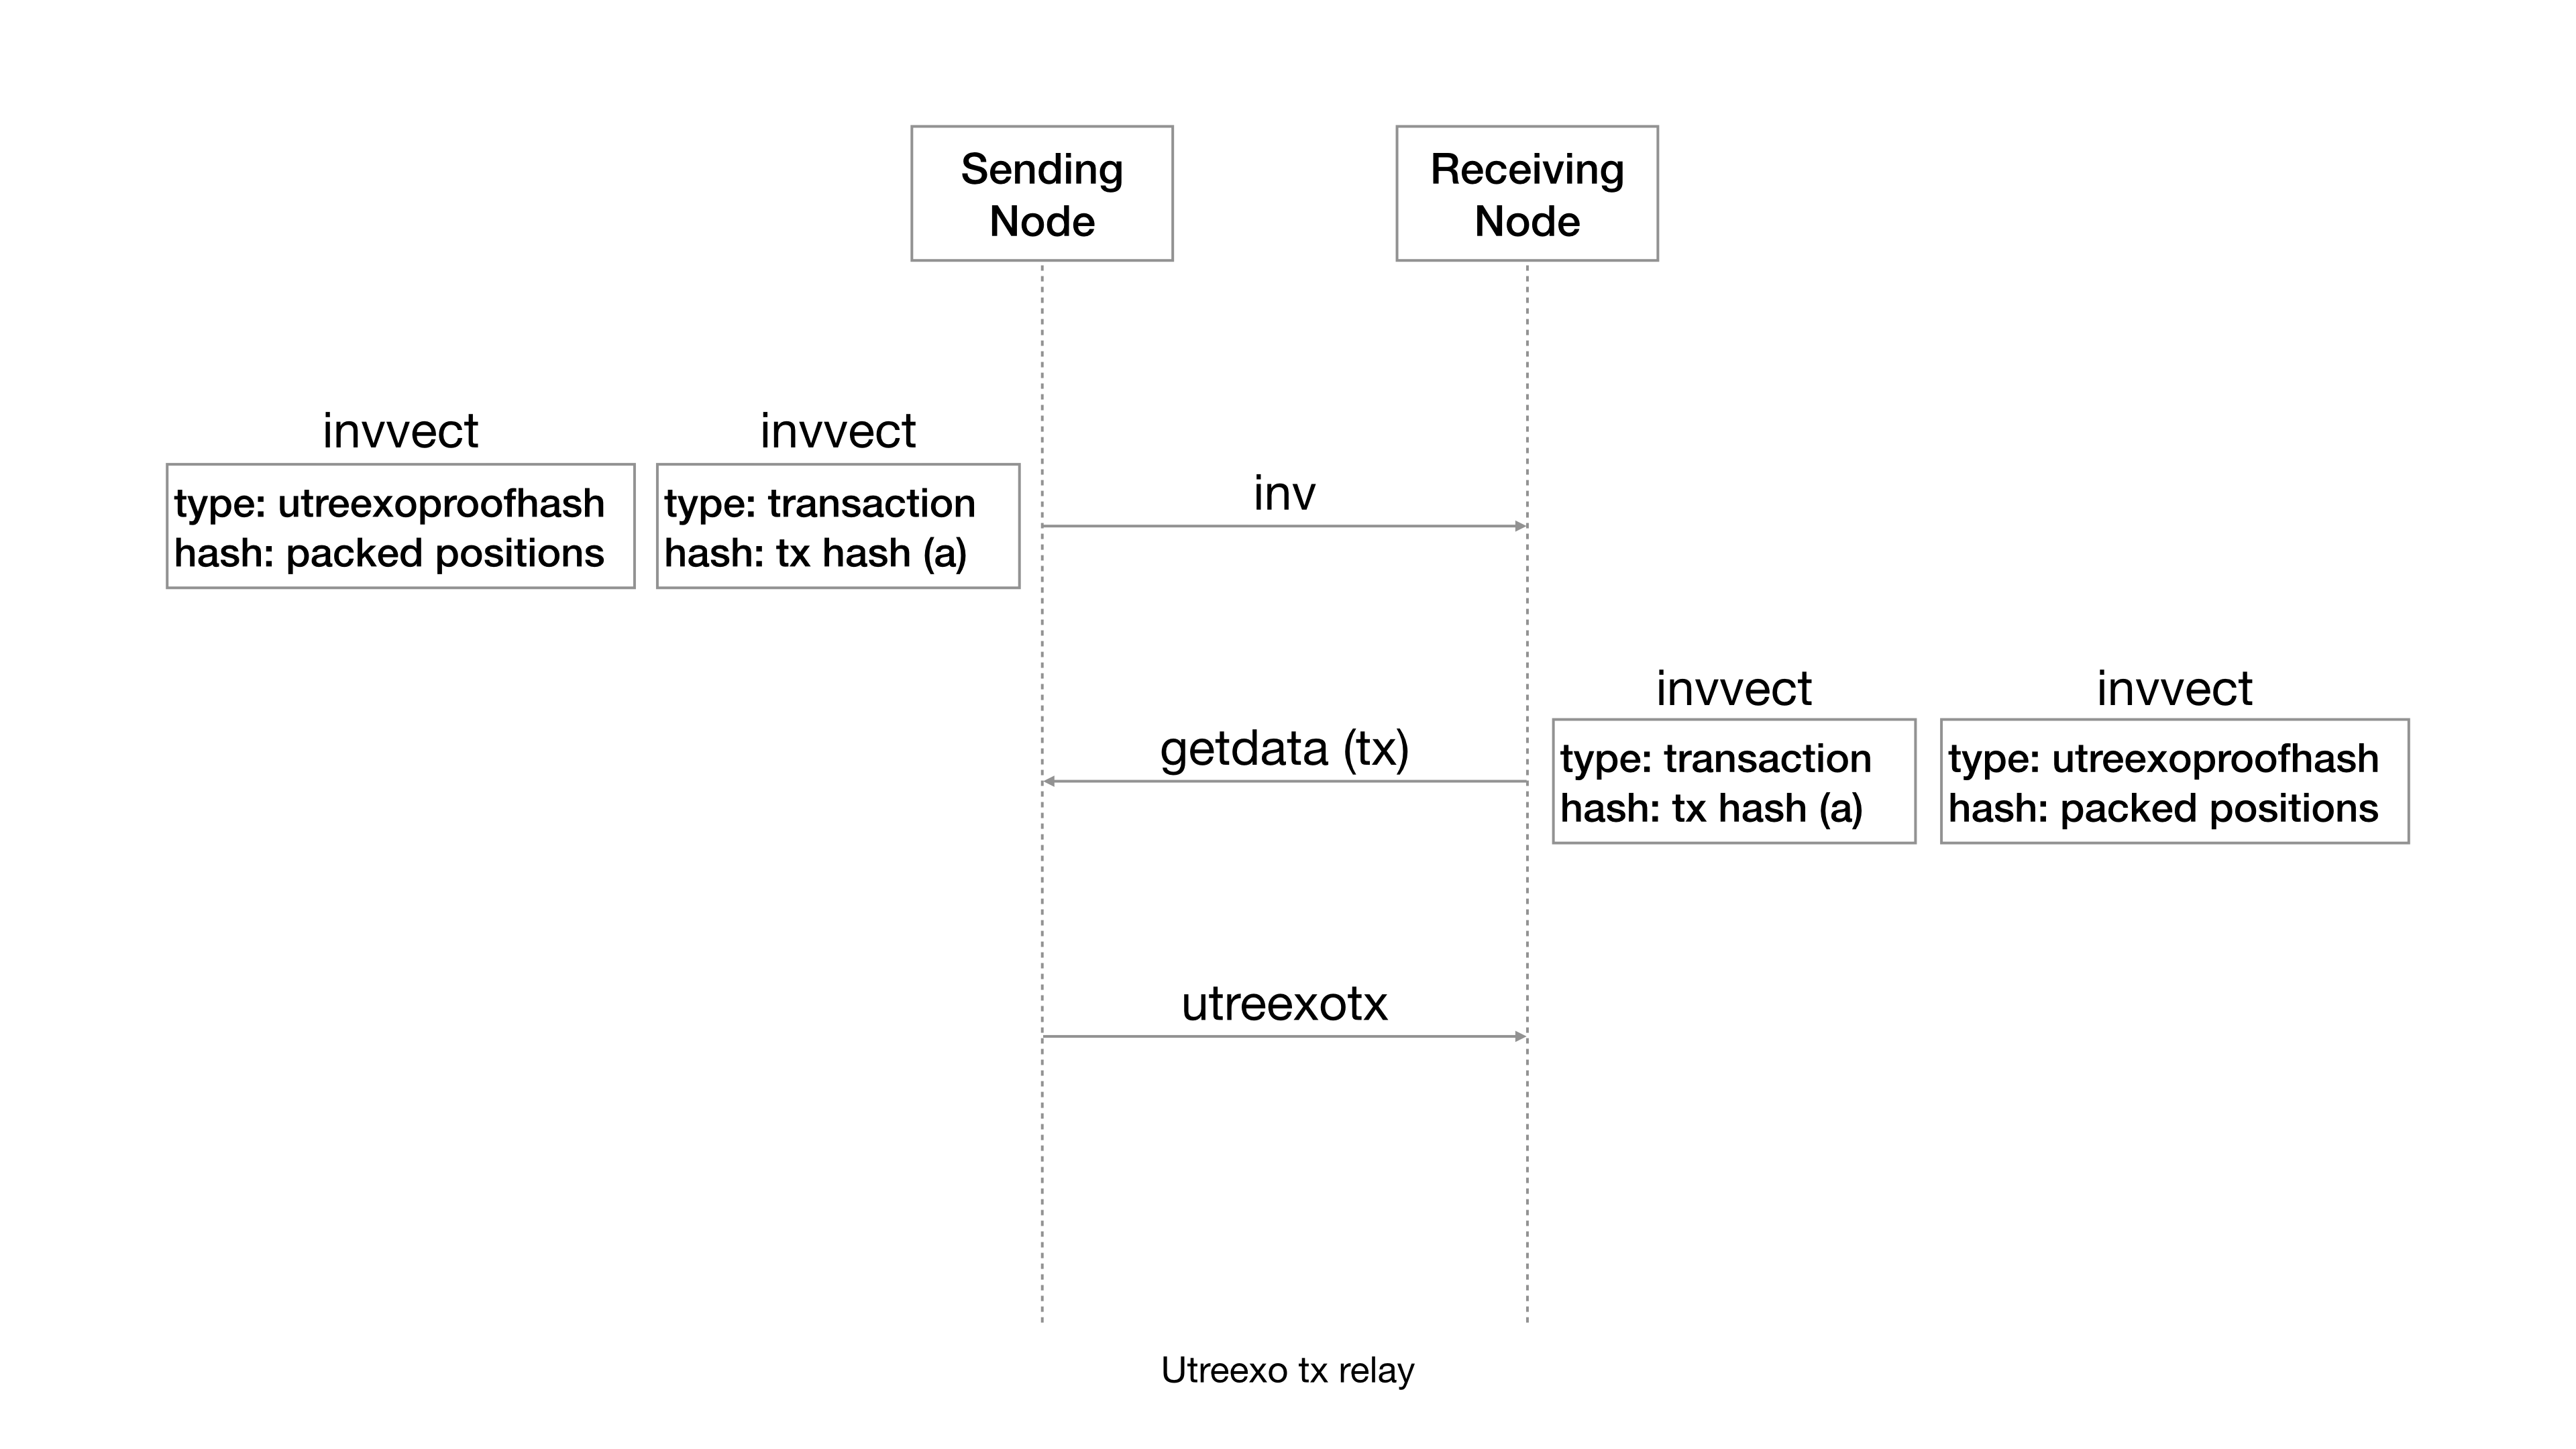 Sending
Node
Receiving
Node
invvect
type: utreexoproofhash
hash: packed positions
invvect
type: transaction
hash: tx hash (a)
inv
getdata (tx)
invvect
type: transaction
hash: tx hash (a)
invvect
type: utreexoproofhash
hash: packed positions
utreexotx
Utreexo tx relay